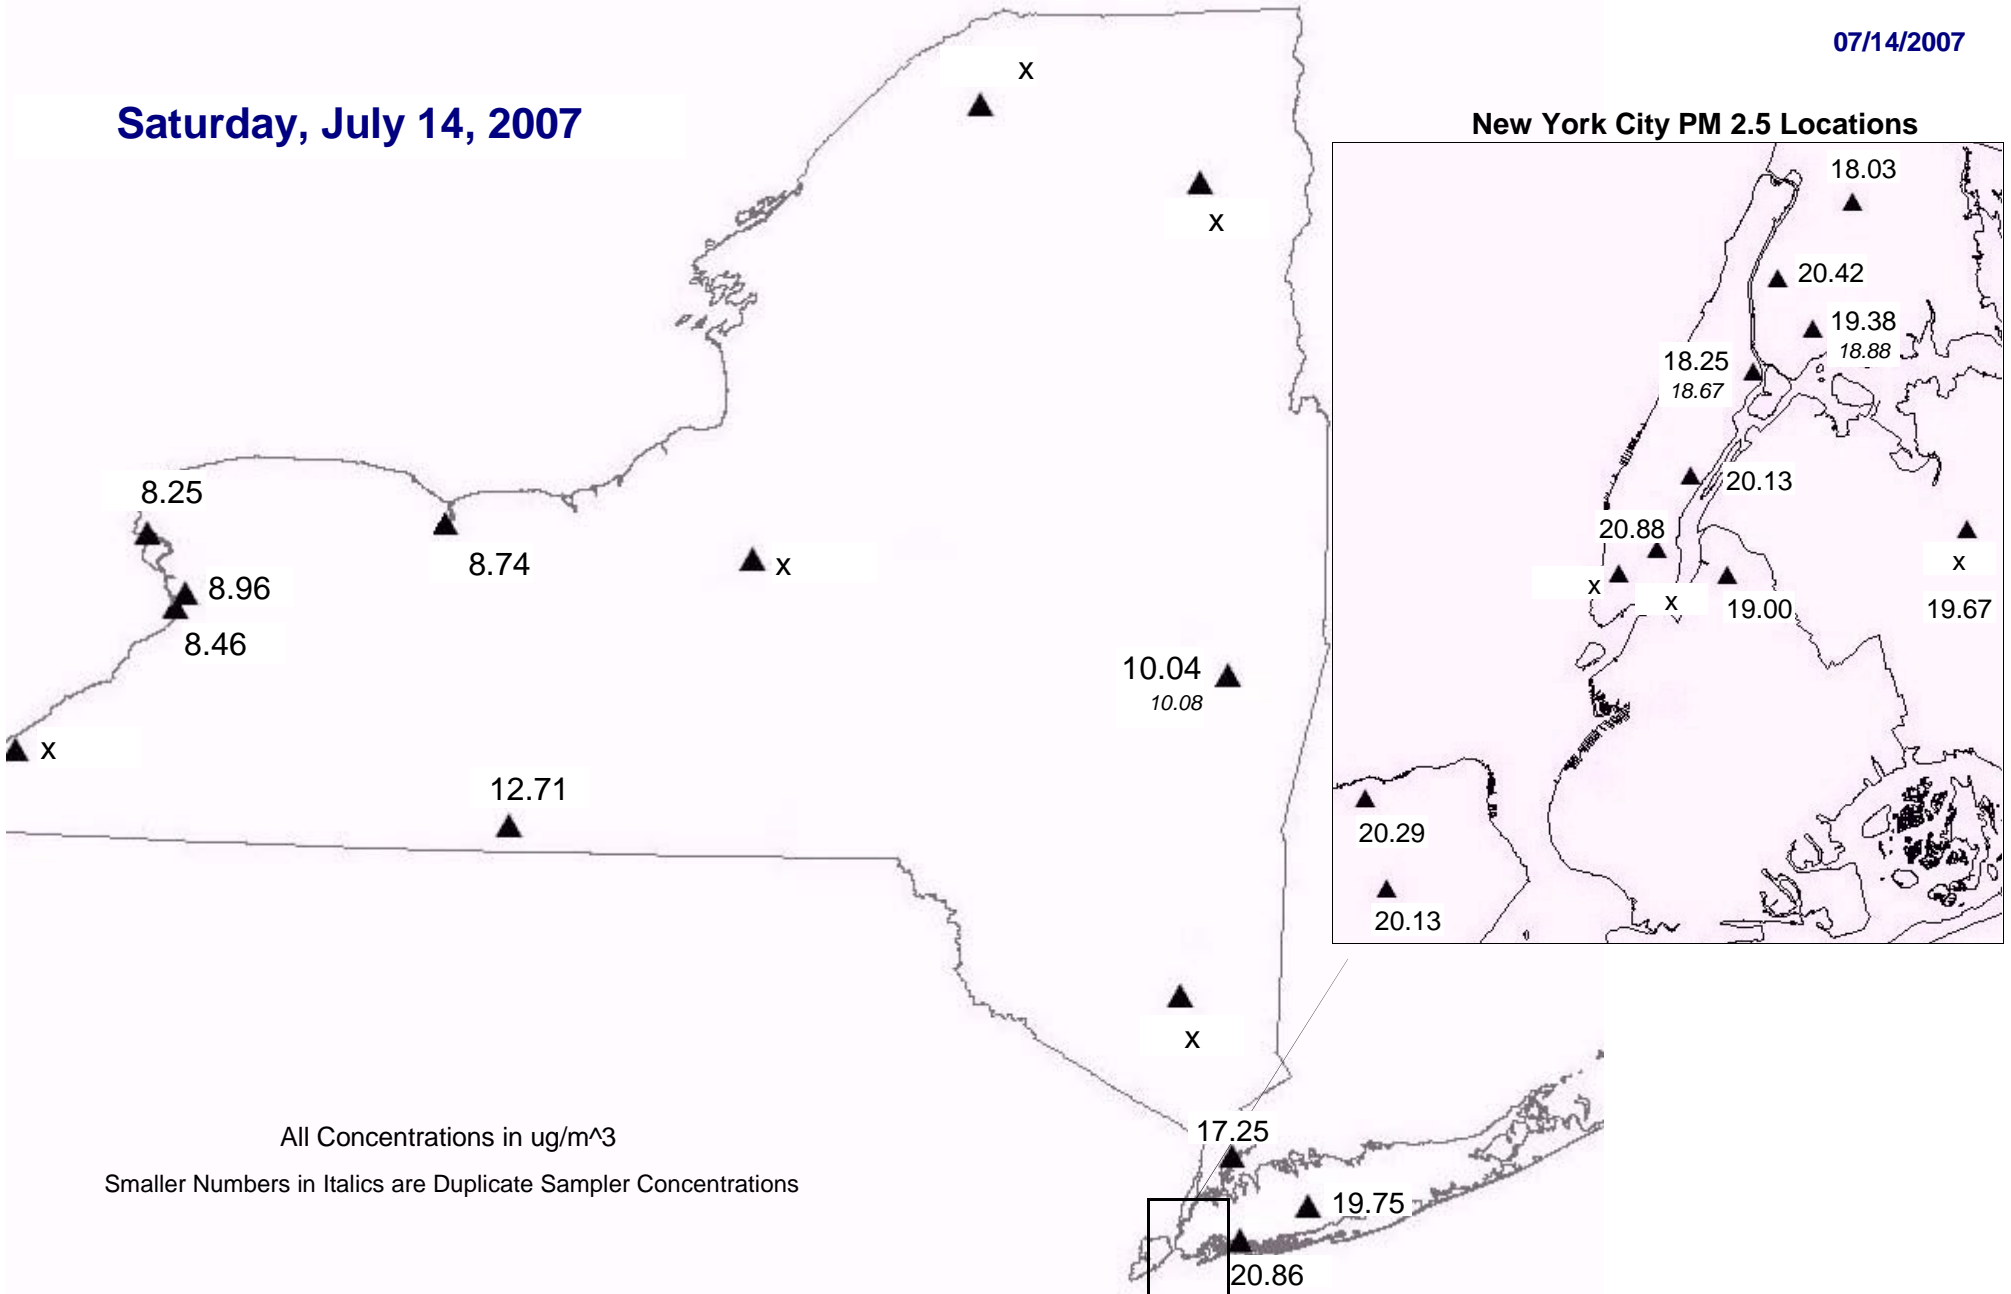 07/14/2007
Saturday, July 14, 2007
x
x
8.25
8.74
8.96
8.46
x
x
10.04
10.08
12.71
x
17.25
19.75
20.86
New York City PM 2.5 Locations
18.03
20.42
19.38
18.88
18.25
18.67
20.13
20.88
x
x
19.00
x
19.67
20.29
20.13
All Concentrations in ug/m^3
Smaller Numbers in Italics are Duplicate Sampler Concentrations